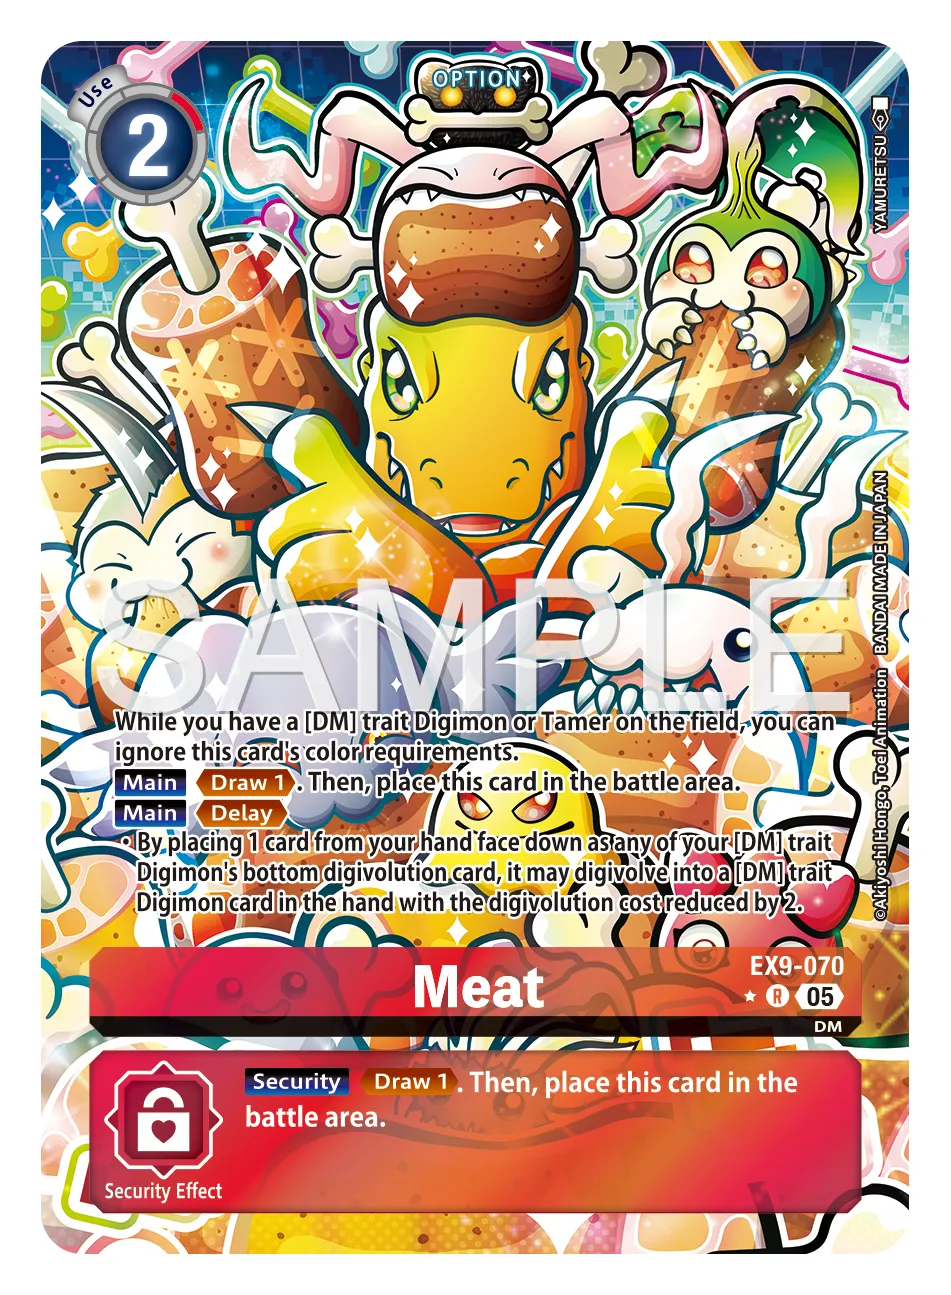 OPTION
Use
2
YAMURETSU
SAMPLE
While you have a [DM] trait Digimon or Tamer on the field, you can
ignore this card's color requirements.
Main Draw 1. Then, place this card in the battle area.
Main Delay
・By placing 1 card from your hand face down as any of your [DM] trait
Digimon's bottom digivolution card, it may digivolve into a [DM] trait
Digimon card in the hand with the digivolution cost reduced by 2.
©Akiyoshi Hongo, Toei Animation BANDAI MADE IN JAPAN
Meat
EX9-070
★ R 05
DM
Security Draw 1. Then, place this card in the
battle area.
Security Effect